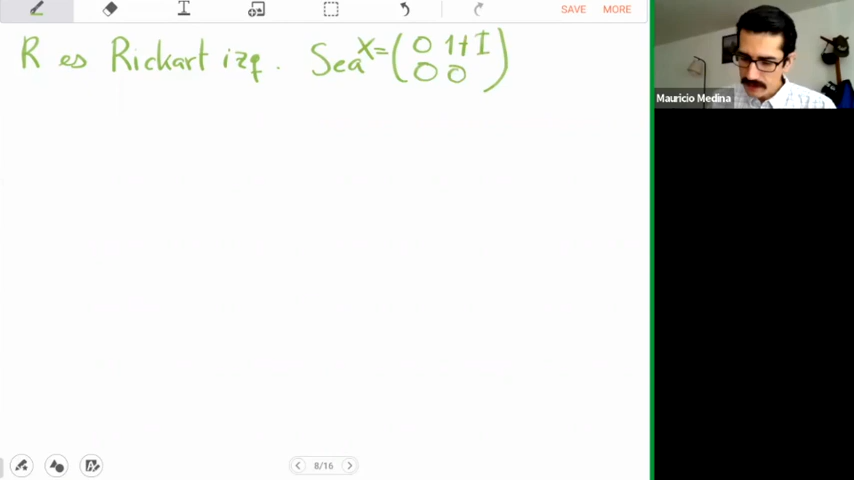 SAVE MORE
R es Rickart izq. Sea X = ( 0 1+I
0 0 )
Mauricio Medina
8/16